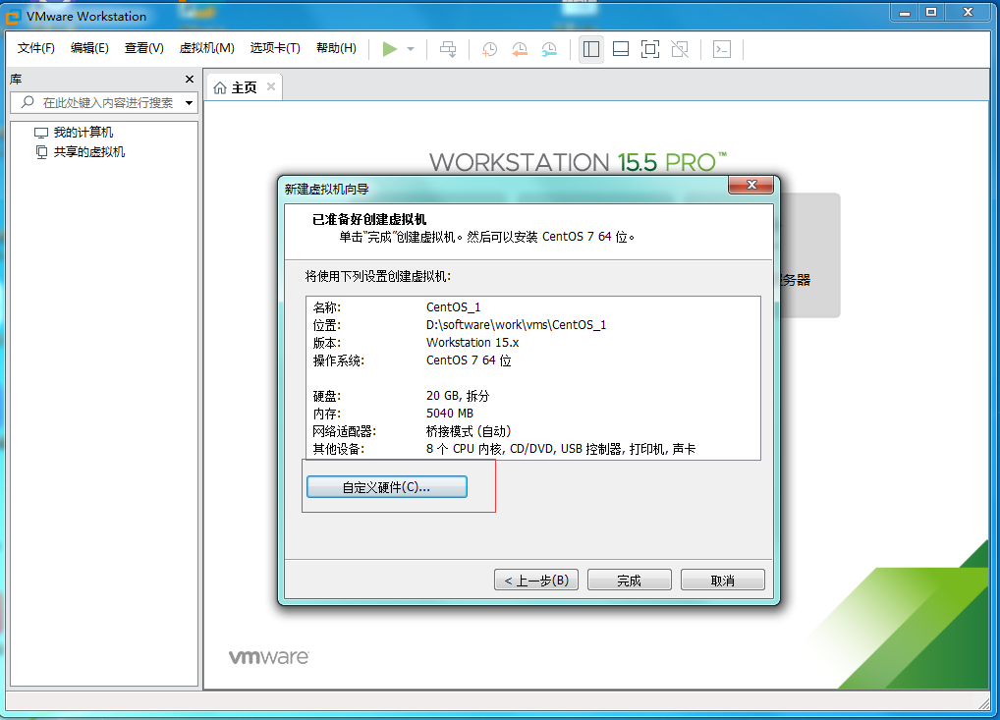 VMware Workstation
文件(F) 编辑(E) 查看(V) 虚拟机(M) 选项卡(T) 帮助(H)
库
在此处键入内容进行搜索
我的计算机
共享的虚拟机
主页
WORKSTATION 15.5 PRO™
新建虚拟机向导
已准备好创建虚拟机
单击"完成"创建虚拟机。然后可以安装 CentOS 7 64 位。
将使用下列设置创建虚拟机:
名称: CentOS_1
位置: D:\software\work\vms\CentOS_1
版本: Workstation 15.x
操作系统: CentOS 7 64 位
硬盘: 20 GB, 拆分
内存: 5040 MB
网络适配器: 桥接模式 (自动)
其他设备: 8 个 CPU 内核, CD/DVD, USB 控制器, 打印机, 声卡
自定义硬件(C)...
< 上一步(B) 完成 取消
务器
vmware